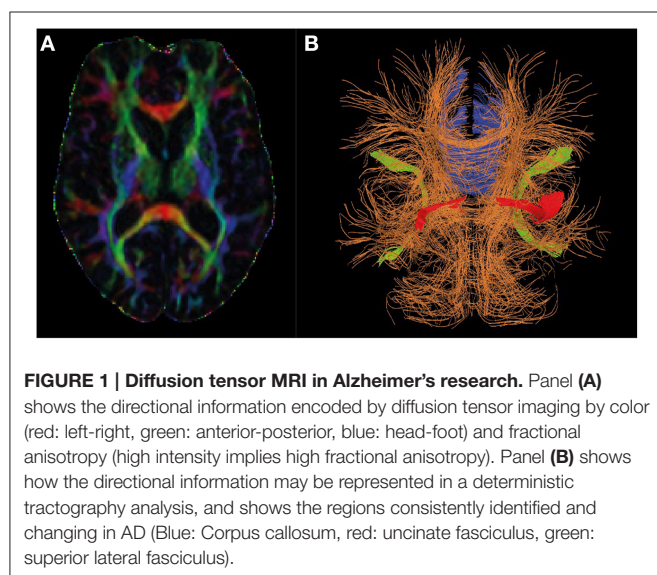 A
B
FIGURE 1 | Diffusion tensor MRI in Alzheimer's research. Panel (A)
shows the directional information encoded by diffusion tensor imaging by color
(red: left-right, green: anterior-posterior, blue: head-foot) and fractional
anisotropy (high intensity implies high fractional anisotropy). Panel (B) shows
how the directional information may be represented in a deterministic
tractography analysis, and shows the regions consistently identified and
changing in AD (Blue: Corpus callosum, red: uncinate fasciculus, green:
superior lateral fasciculus).